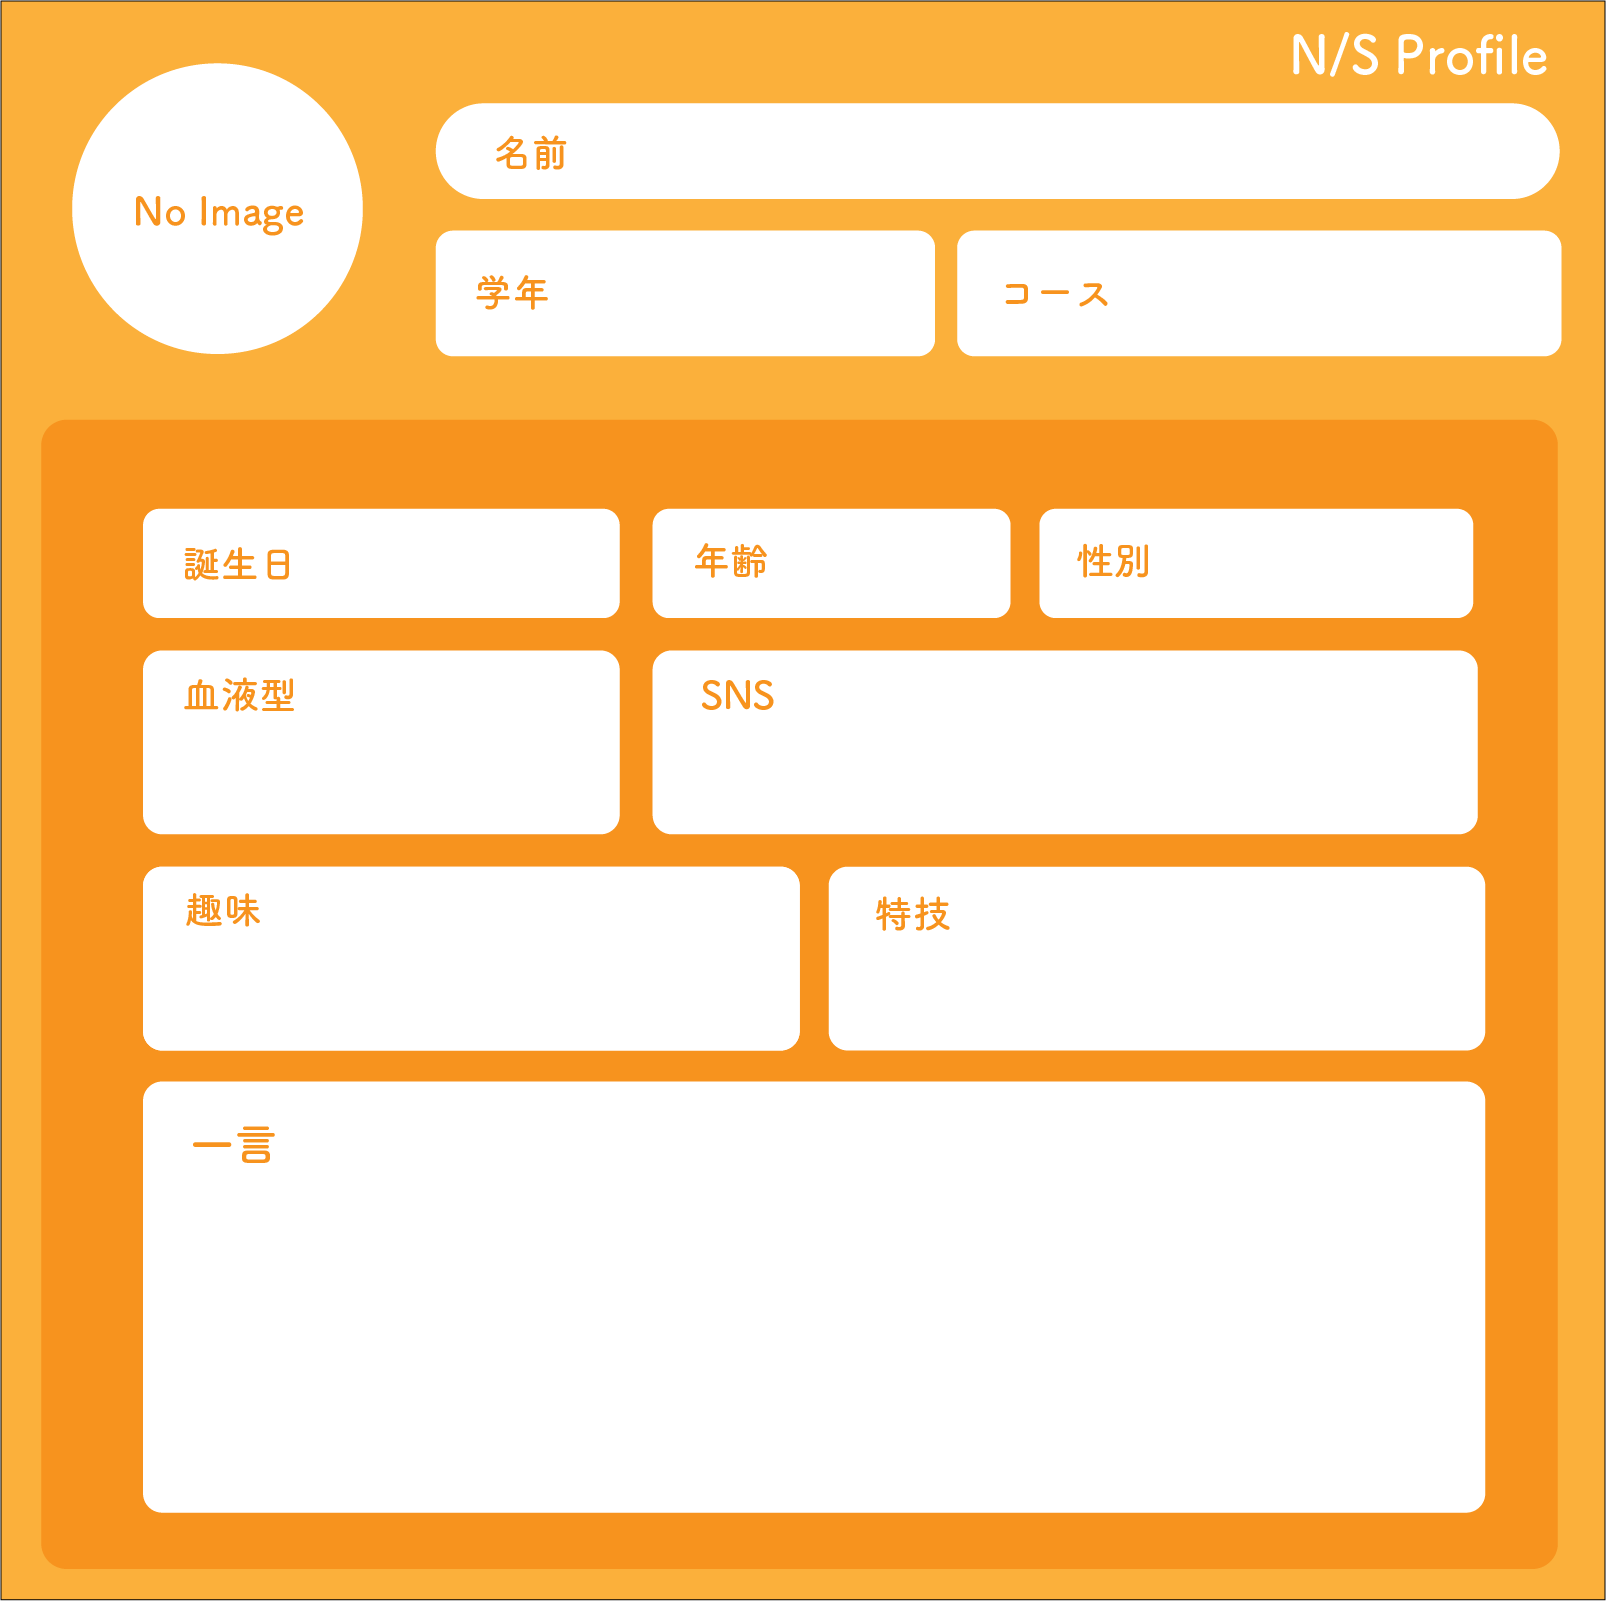 N/S Profile
No Image
名前
学年
コース
誕生日
年齢
性別
血液型
SNS
趣味
特技
一言